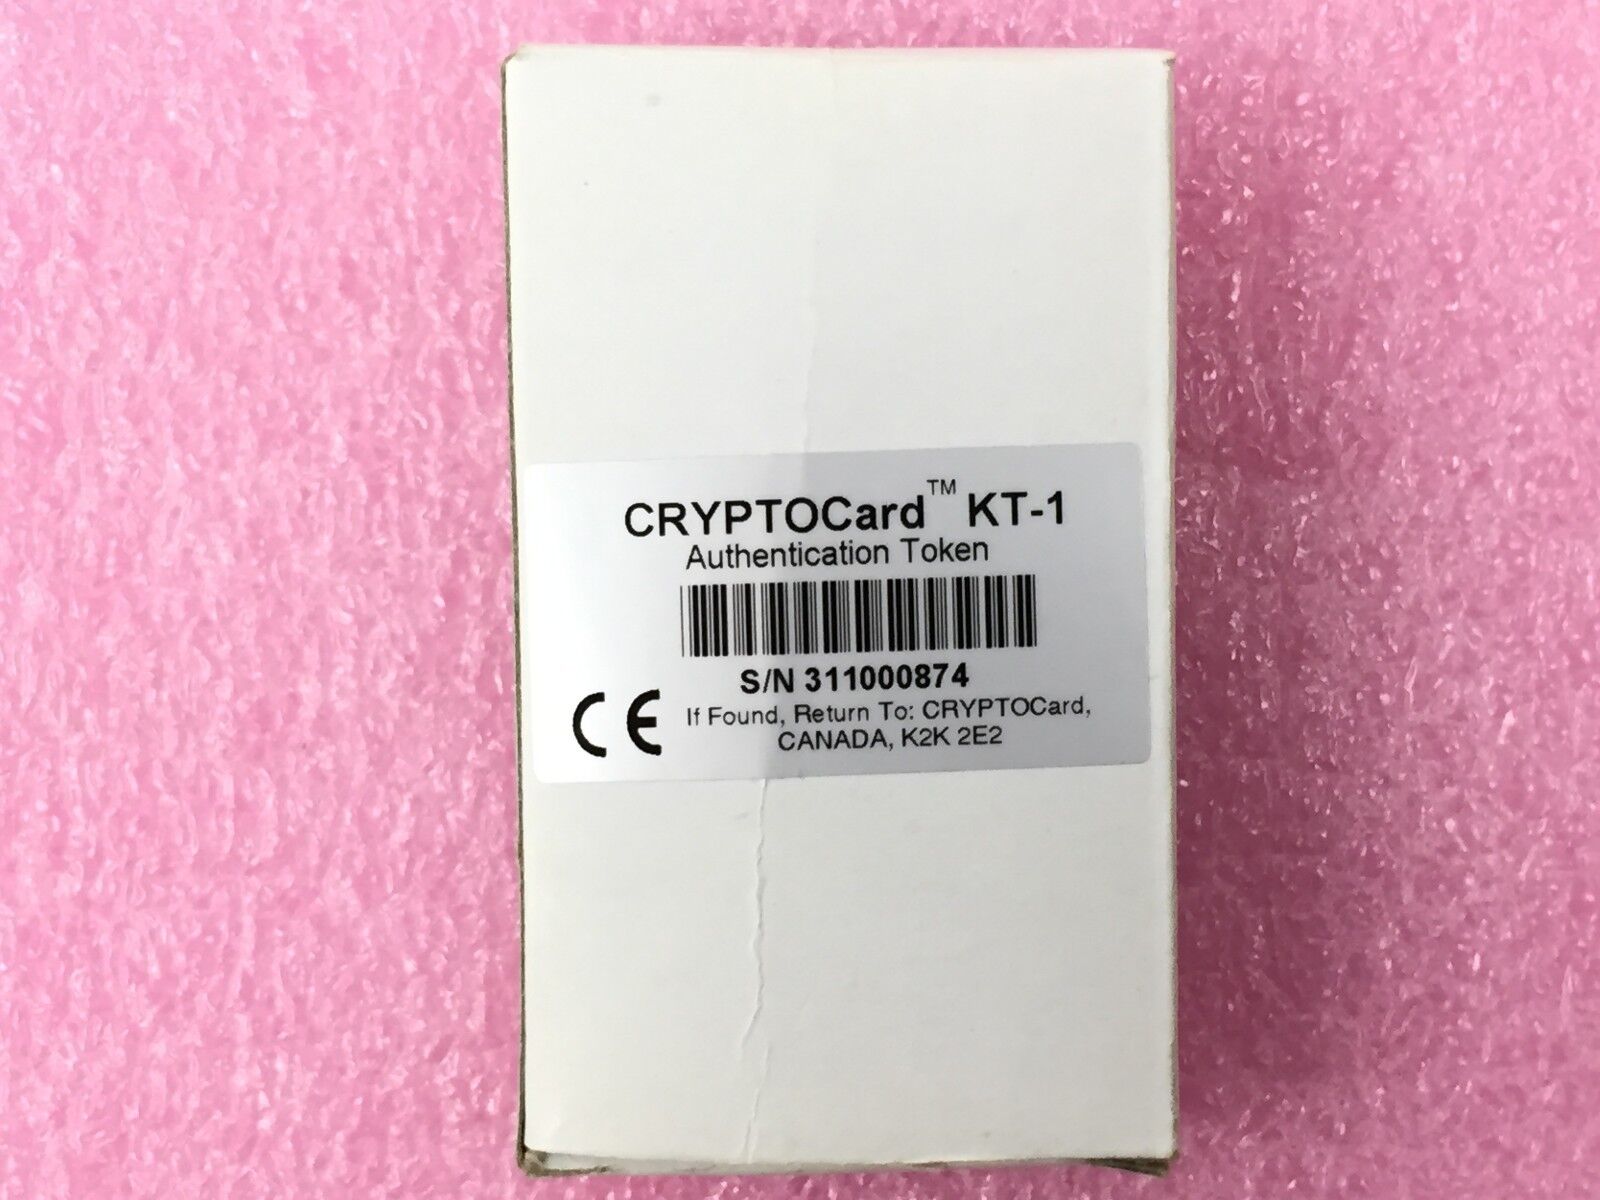 CRYPTOCard™ KT-1
Authentication Token
S/N 311000874
CE If Found, Return To: CRYPTOCard,
CANADA, K2K 2E2